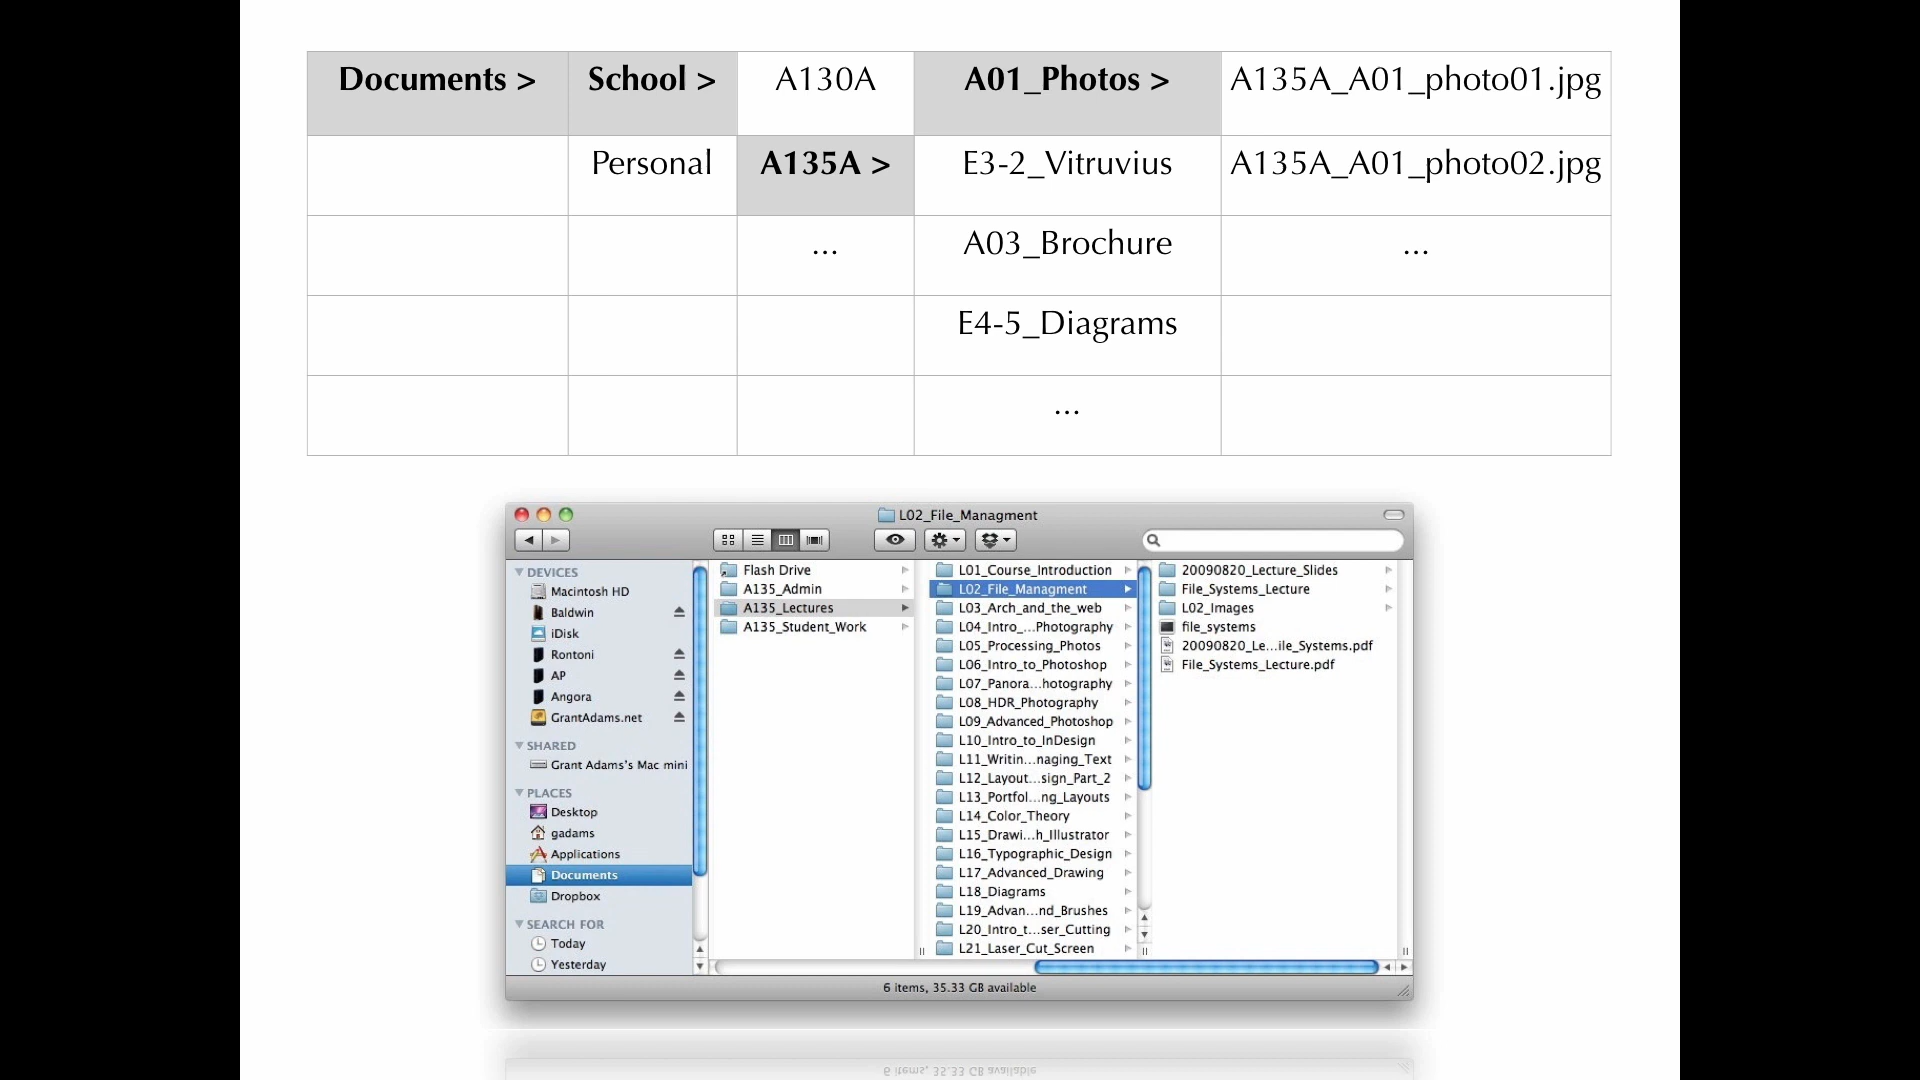 Documents > School > A130A A01_Photos > A135A_A01_photo01.jpg
Personal A135A > E3-2_Vitruvius A135A_A01_photo02.jpg
... A03_Brochure ...
E4-5_Diagrams
...
L02_File_Managment
DEVICES
Macintosh HD
Baldwin
iDisk
Rontoni
AP
Angora
GrantAdams.net
SHARED
Grant Adams's Mac mini
PLACES
Desktop
gadams
Applications
Documents
Dropbox
SEARCH FOR
Today
Yesterday
Flash Drive
A135_Admin
A135_Lectures
A135_Student_Work
L01_Course_Introduction
L02_File_Managment
L03_Arch_and_the_web
L04_Intro_...Photography
L05_Processing_Photos
L06_Intro_to_Photoshop
L07_Panora...hotography
L08_HDR_Photography
L09_Advanced_Photoshop
L10_Intro_to_InDesign
L11_Writin...naging_Text
L12_Layout...sign_Part_2
L13_Portfol...ng_Layouts
L14_Color_Theory
L15_Drawi...h_Illustrator
L16_Typographic_Design
L17_Advanced_Drawing
L18_Diagrams
L19_Advan...nd_Brushes
L20_Intro_t...ser_Cutting
L21_Laser_Cut_Screen
20090820_Lecture_Slides
File_Systems_Lecture
L02_Images
file_systems
20090820_Le...ile_Systems.pdf
File_Systems_Lecture.pdf
6 items, 35.33 GB available